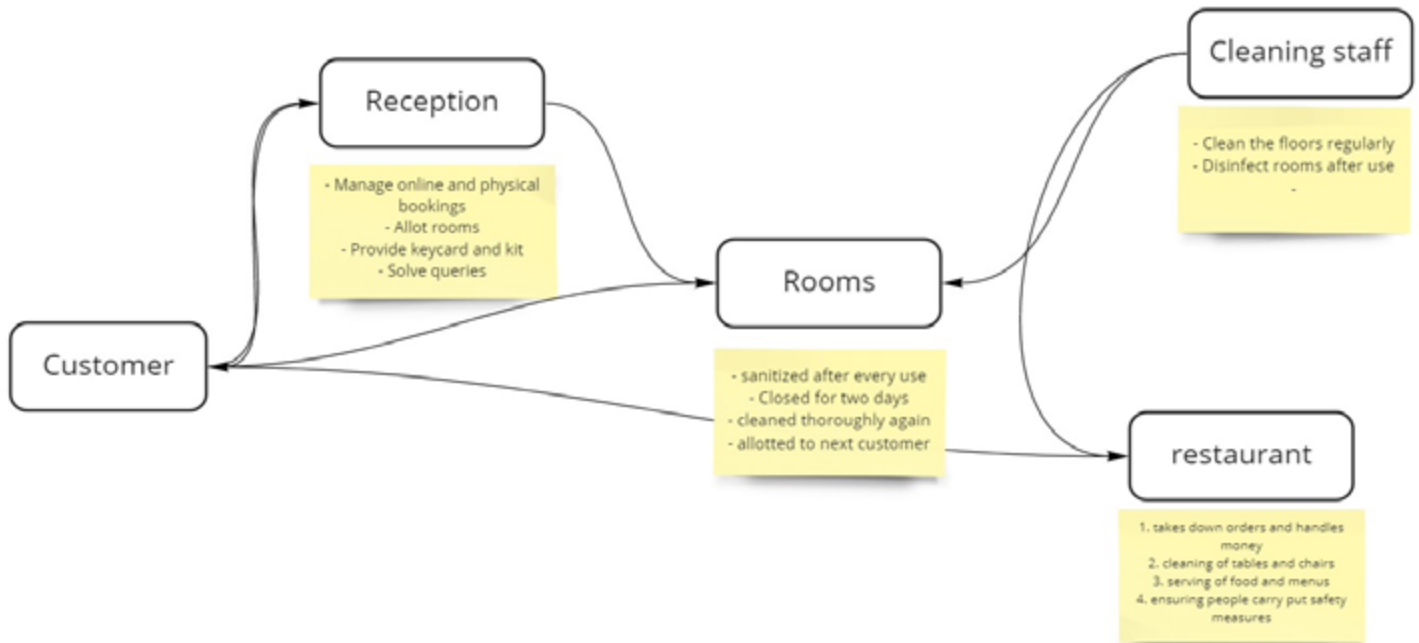 Cleaning staff
- Clean the floors regularly
- Disinfect rooms after use
-
Reception
- Manage online and physical
bookings
- Allot rooms
- Provide keycard and kit
- Solve queries
Rooms
- sanitized after every use
- Closed for two days
- cleaned thoroughly again
- allotted to next customer
Customer
restaurant
1. takes down orders and handles
money
2. cleaning of tables and chairs
3. serving of food and menus
4. ensuring people carry put safety
measures